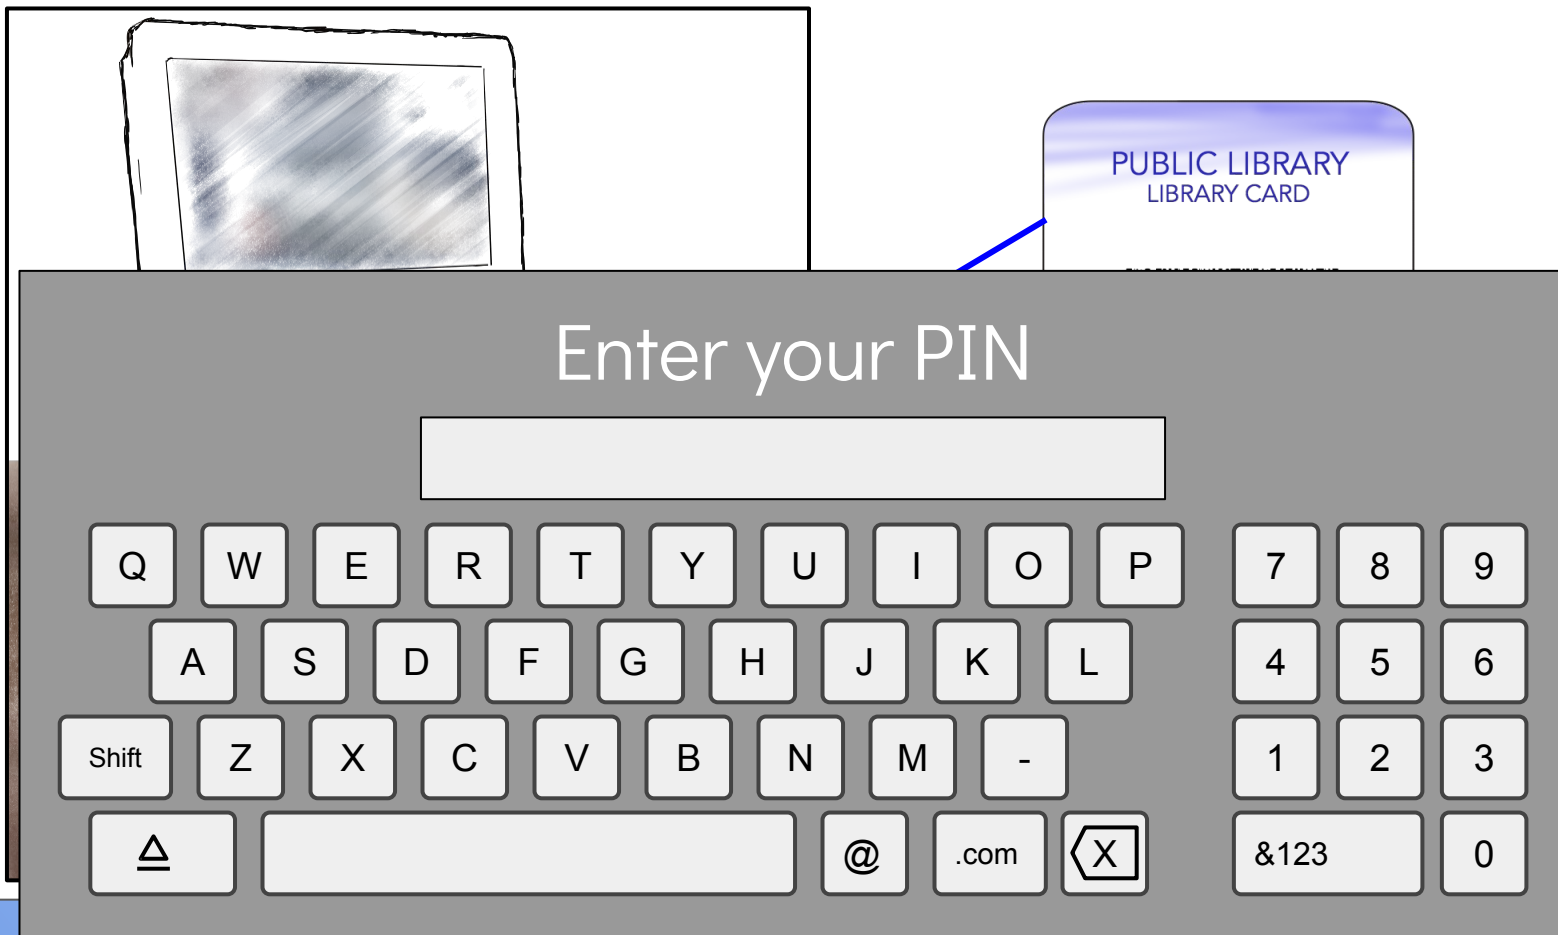 PUBLIC LIBRARY
LIBRARY CARD
Enter your PIN
Q W E R T Y U I O P 7 8 9
A S D F G H J K L 4 5 6
Shift Z X C V B N M - 1 2 3
@ .com X &123 0